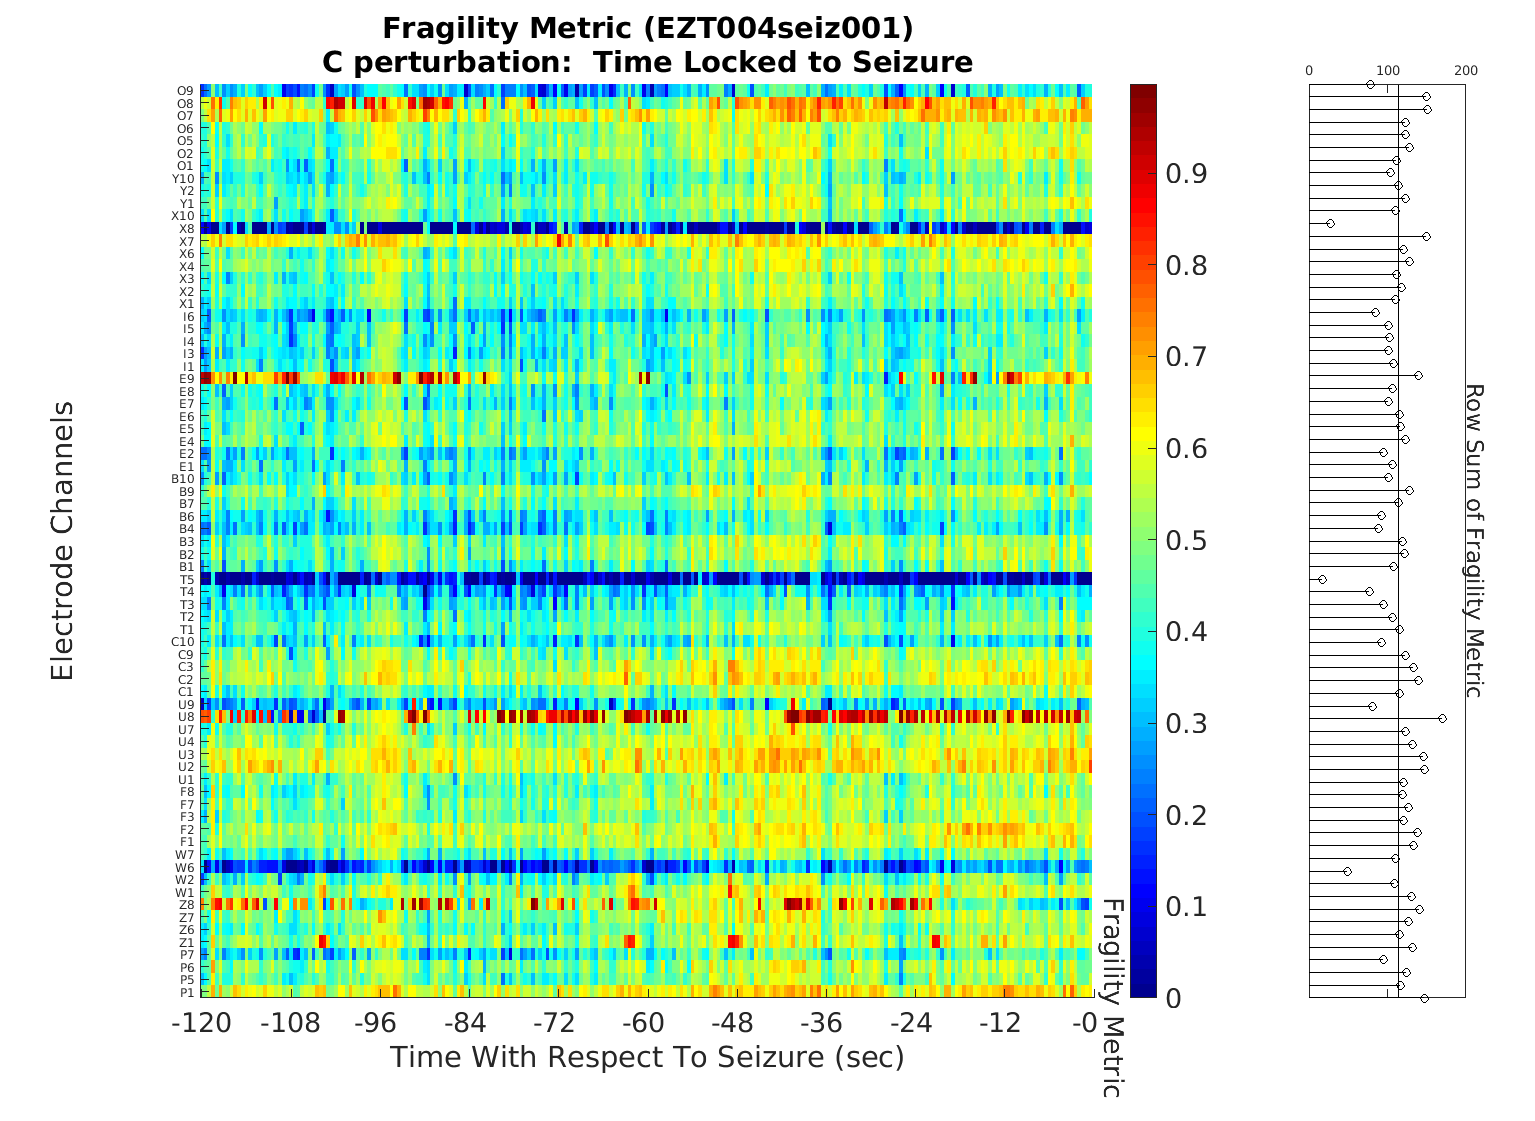 Fragility Metric (EZT004seiz001)
C perturbation:  Time Locked to Seizure
0 100 200
O9
O8
O7
O6
O5
O2
O1
Y10
Y2
Y1
X10
X8
X7
X6
X4
X3
X2
X1
I6
I5
I4
I3
I1
E9
E8
E7
E6
E5
E4
E2
E1
B10
B9
B7
B6
B4
B3
B2
B1
T5
T4
T3
T2
T1
C10
C9
C3
C2
C1
U9
U8
U7
U4
U3
U2
U1
F8
F7
F3
F2
F1
W7
W6
W2
W1
Z8
Z7
Z6
Z1
P7
P6
P5
P1
Electrode Channels
-120 -108 -96 -84 -72 -60 -48 -36 -24 -12 -0
Time With Respect To Seizure (sec)
0.9
0.8
0.7
0.6
0.5
0.4
0.3
0.2
0.1
0
Fragility Metric
Row Sum of Fragility Metric